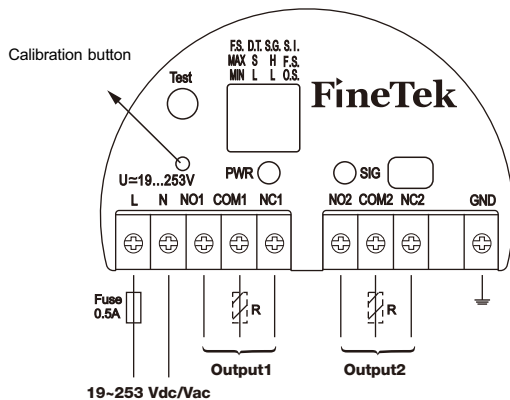 Calibration button
F.S. D.T. S.G. S.I.
MAX S H F.S.
MIN L L O.S.
Test
FineTek
PWR
SIG
U≃19...253V
L N NO1 COM1 NC1
NO2 COM2 NC2 GND
Fuse
0.5A
R
R
Output1
Output2
19~253 Vdc/Vac